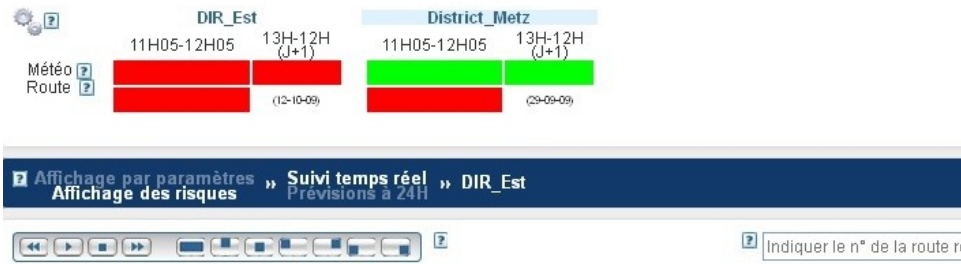 DIR_Est District_Metz
11H05-12H05 13H-12H (J+1) 11H05-12H05 13H-12H (J+1)
Météo ?
Route ? (12-10-09) (29-09-09)
? Affichage par paramètres » Suivi temps réel » DIR_Est
Affichage des risques Prévisions à 24H
? ? Indiquer le n° de la route